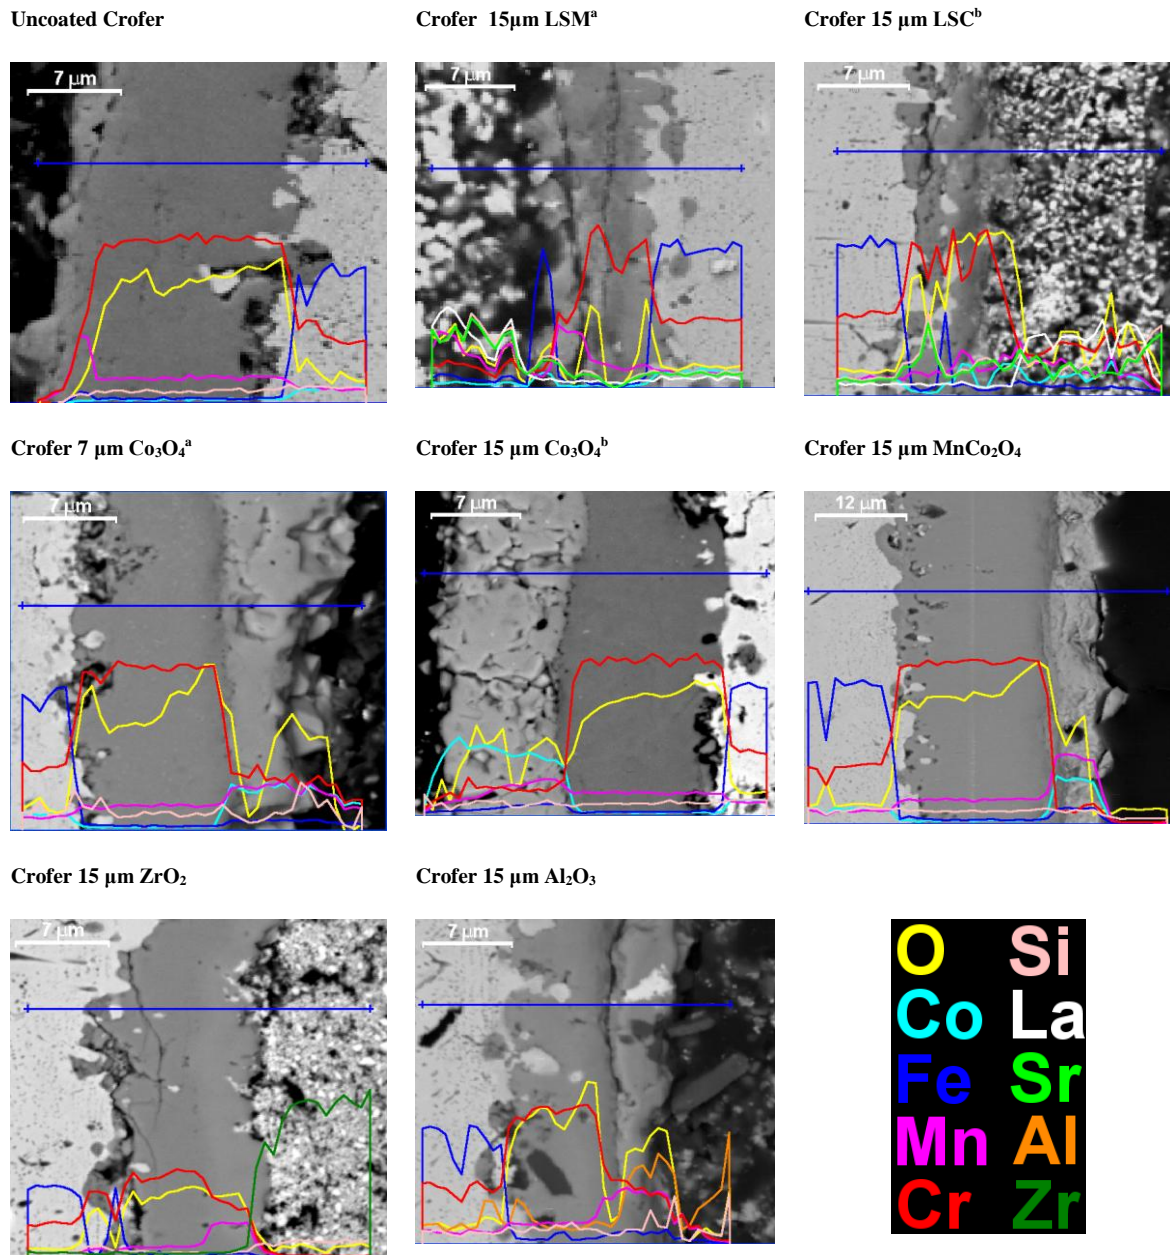 Uncoated Crofer
Crofer 15μm LSMᵃ
Crofer 15 μm LSCᵇ
7 μm
7 μm
7 μm
Crofer 7 μm Co₃O₄ᵃ
Crofer 15 μm Co₃O₄ᵇ
Crofer 15 μm MnCo₂O₄
7 μm
7 μm
12 μm
Crofer 15 μm ZrO₂
Crofer 15 μm Al₂O₃
7 μm
7 μm
O Si
Co La
Fe Sr
Mn Al
Cr Zr